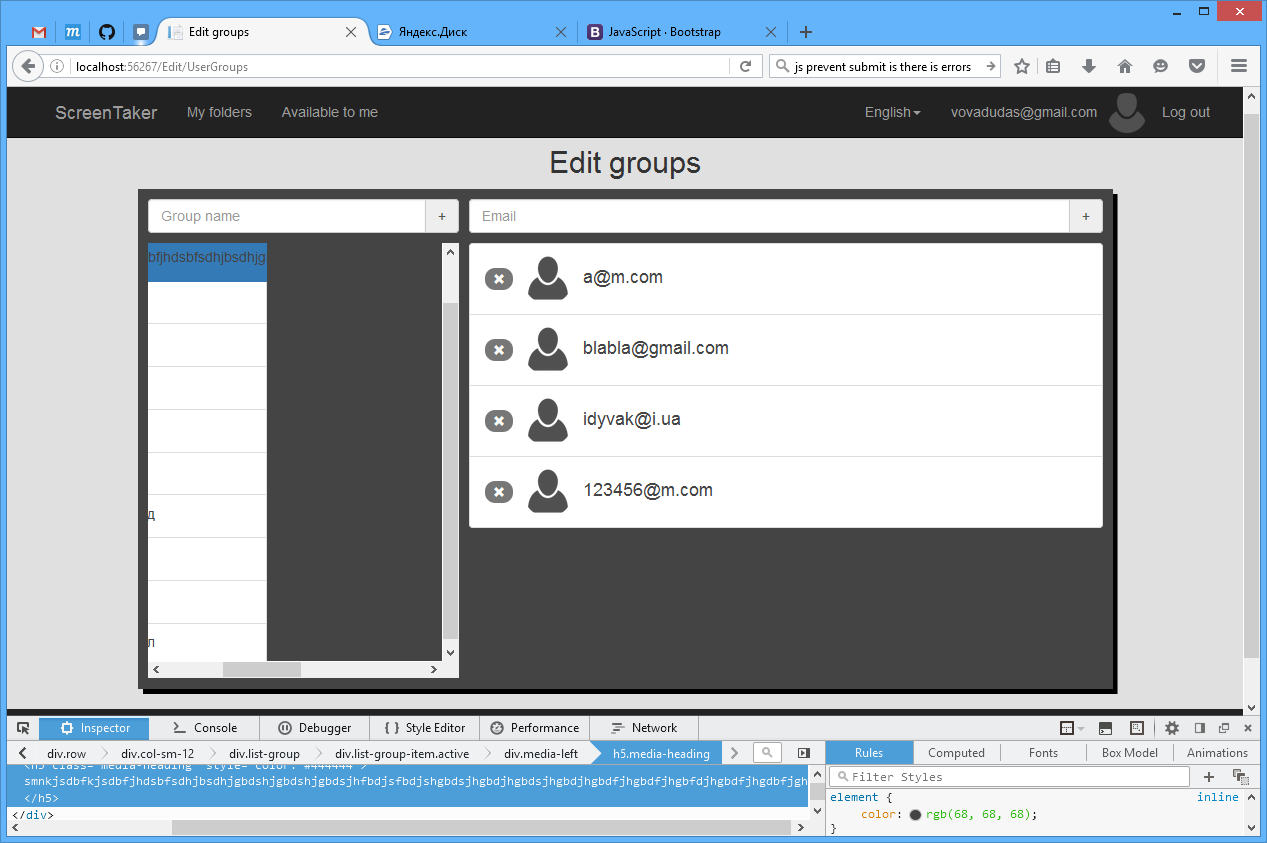 Edit groups
Яндекс.Диск
B JavaScript · Bootstrap
localhost:56267/Edit/UserGroups
js prevent submit is there is errors
ScreenTaker My folders Available to me English vovadudas@gmail.com Log out
Edit groups
Group name +
Email +
bfjhdsbfsdhjbsdhjg
д
л
a@m.com
blabla@gmail.com
idyvak@i.ua
123456@m.com
Inspector Console Debugger Style Editor Performance Network
div.row div.col-sm-12 div.list-group div.list-group-item.active div.media-left h5.media-heading
Rules Computed Fonts Box Model Animations
<h5 class="media-heading" style="color: #444444">
</h5>
</div>
Filter Styles
element { inline
color: rgb(68, 68, 68);
}